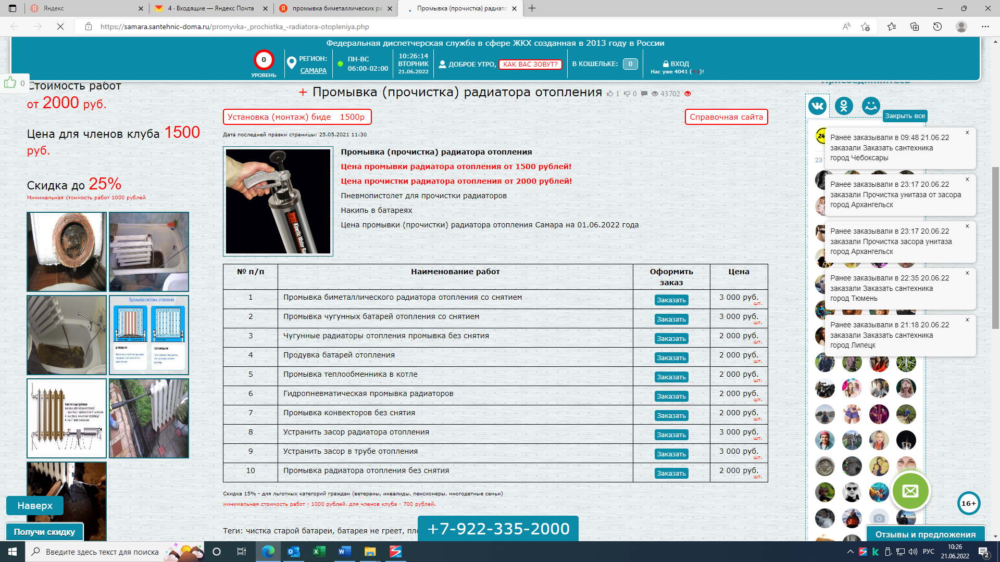 Яндекс
4 · Входящие — Яндекс Почта
промывка биметаллических ра
Промывка (прочистка) радиато
https://samara.santehnic-doma.ru/promyvka-_prochistka_-radiatora-otopleniya.php
Федеральная диспетчерская служба в сфере ЖКХ созданная в 2013 году в России
0
УРОВЕНЬ
РЕГИОН:
САМАРА
ПН-ВС
06:00-02:00
10:26:14
ВТОРНИК
21.06.2022
ДОБРОЕ УТРО, КАК ВАС ЗОВУТ?
В КОШЕЛЬКЕ: 0
ВХОД
Нас уже 4041 (+1)!
0
Стоимость работ
от 2000 руб.
Цена для членов клуба 1500
руб.
Скидка до 25%
Минимальная стоимость работ 1000 рублей
Промывка системы отопления
Наверх
Получи скидку
+ Промывка (прочистка) радиатора отопления 1 0 43702
Установка (монтаж) биде 1500р
Справочная сайта
Дата последней правки страницы: 25.05.2021 11:30
Промывка (прочистка) радиатора отопления
Цена промывки радиатора отопления от 1500 рублей!
Цена прочистки радиатора отопления от 2000 рублей!
Пневмопистолет для прочистки радиаторов
Накипь в батареях
Цена промывки (прочистки) радиатора отопления Самара на 01.06.2022 года
Kinetic Water Ra
№ п/п Наименование работ Оформить заказ Цена
1 Промывка биметаллического радиатора отопления со снятием Заказать 3 000 руб. шт.
2 Промывка чугунных батарей отопления со снятием Заказать 3 000 руб. шт.
3 Чугунные радиаторы отопления промывка без снятия Заказать 2 000 руб. шт.
4 Продувка батарей отопления Заказать 2 000 руб. шт.
5 Промывка теплообменника в котле Заказать 2 000 руб. шт.
6 Гидропневматическая промывка радиаторов Заказать 2 000 руб. шт.
7 Промывка конвекторов без снятия Заказать 2 000 руб. шт.
8 Устранить засор радиатора отопления Заказать 3 000 руб. шт.
9 Устранить засор в трубе отопления Заказать 3 000 руб. шт.
10 Промывка радиатора отопления без снятия Заказать 2 000 руб. шт.
Скидка 15% - для льготных категорий граждан (ветераны, инвалиды, пенсионеры, многодетные семьи)
минимальная стоимость работ - 1000 рублей. для членов клуба - 700 рублей.
Теги: чистка старой батареи, батарея не греет, пло
+7-922-335-2000
Присоединяйтесь
Закрыть все
24
23
Ранее заказывали в 09:48 21.06.22
заказали Заказать сантехника
город Чебоксары
Ранее заказывали в 23:17 20.06.22
заказали Прочистка унитаза от засора
город Архангельск
Ранее заказывали в 23:17 20.06.22
заказали Прочистка засора унитаза
город Архангельск
Ранее заказывали в 22:35 20.06.22
заказали Заказать сантехника
город Тюмень
Ранее заказывали в 21:18 20.06.22
заказали Заказать сантехника
город Липецк
16+
Отзывы и предложения
Введите здесь текст для поиска
РУС
10:26
21.06.2022
2